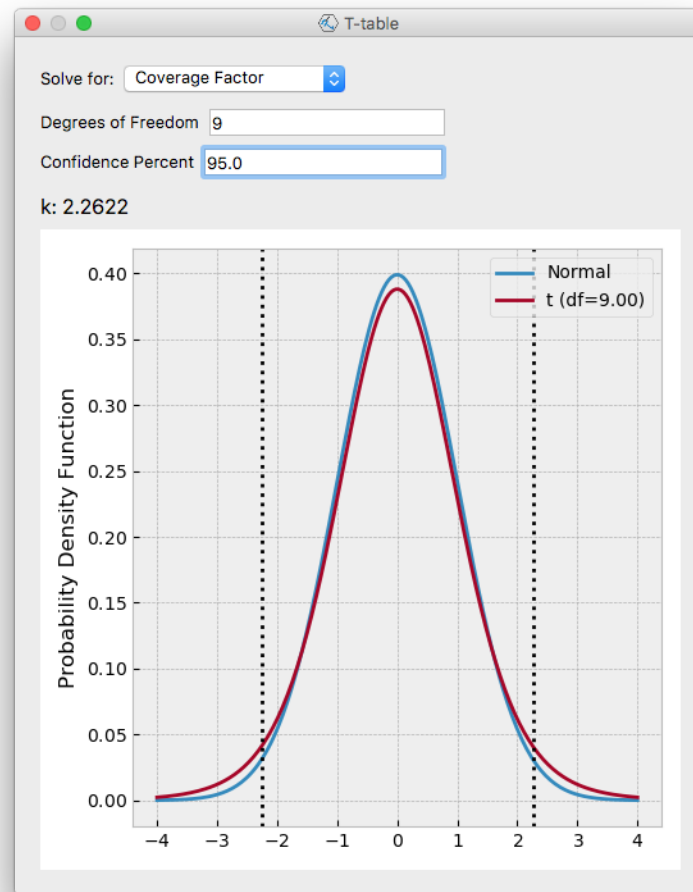 T-table
Solve for: Coverage Factor
Degrees of Freedom 9
Confidence Percent 95.0
k: 2.2622
Normal
t (df=9.00)
Probability Density Function
0.40
0.35
0.30
0.25
0.20
0.15
0.10
0.05
0.00
−4 −3 −2 −1 0 1 2 3 4